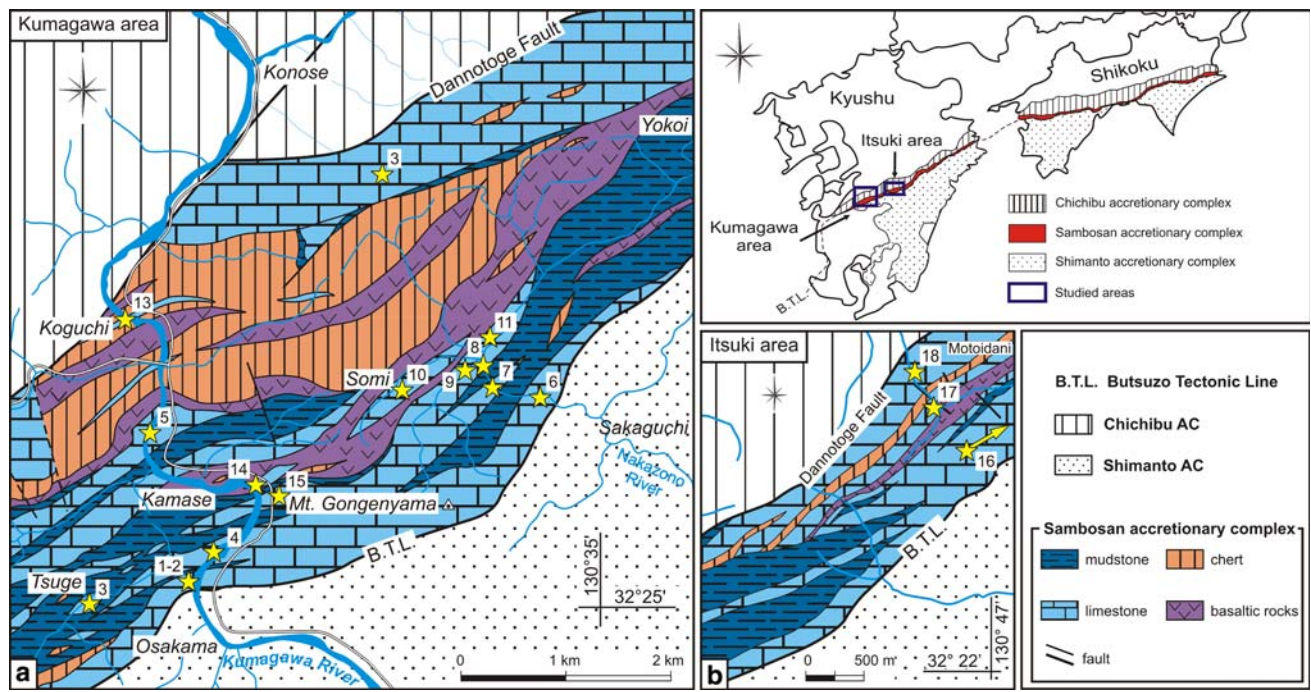 Kumagawa area
Konose
Dannotoge Fault
Yokoi
3
13
Koguchi
11
8
9
7
6
Somi
10
5
Sakaguchi
Nakazono
River
14
15
Kamase
Mt. Gongenyama
4
B.T.L.
1-2
Tsuge
3
130°35'
32°25'
Osakama
Kumagawa River
0
1 km
2 km
a
Shikoku
Kyushu
Itsuki area
Kumagawa
area
B.T.L.
Chichibu accretionary complex
Sambosan accretionary complex
Shimanto accretionary complex
Studied areas
Itsuki area
18
Motoidani
17
16
Dannotoge Fault
B.T.L.
130° 47''
32° 22'
0
500 m
b
B.T.L. Butsuzo Tectonic Line
Chichibu AC
Shimanto AC
Sambosan accretionary complex
mudstone
chert
limestone
basaltic rocks
fault